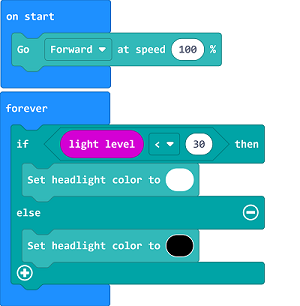 on start
Go Forward at speed 100 %
forever
if light level < 30 then
Set headlight color to
else
Set headlight color to